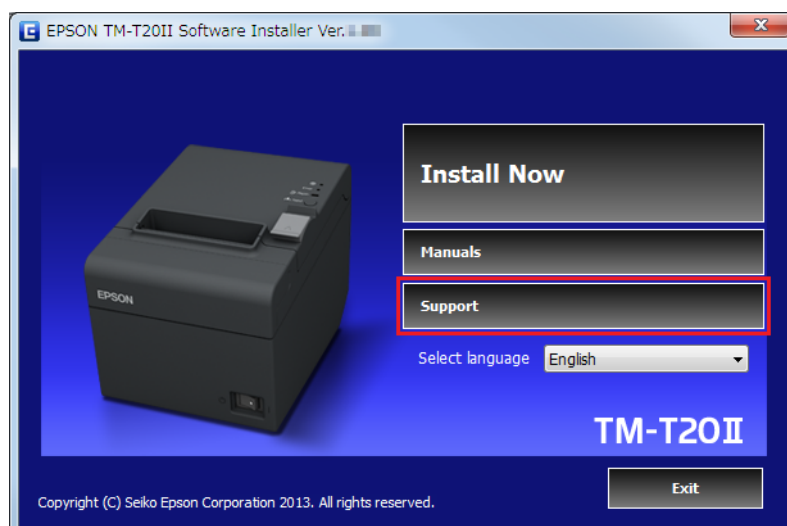 EPSON TM-T20II Software Installer Ver.
Install Now
Manuals
EPSON
Support
Select language English
TM-T20II
Exit
Copyright (C) Seiko Epson Corporation 2013. All rights reserved.